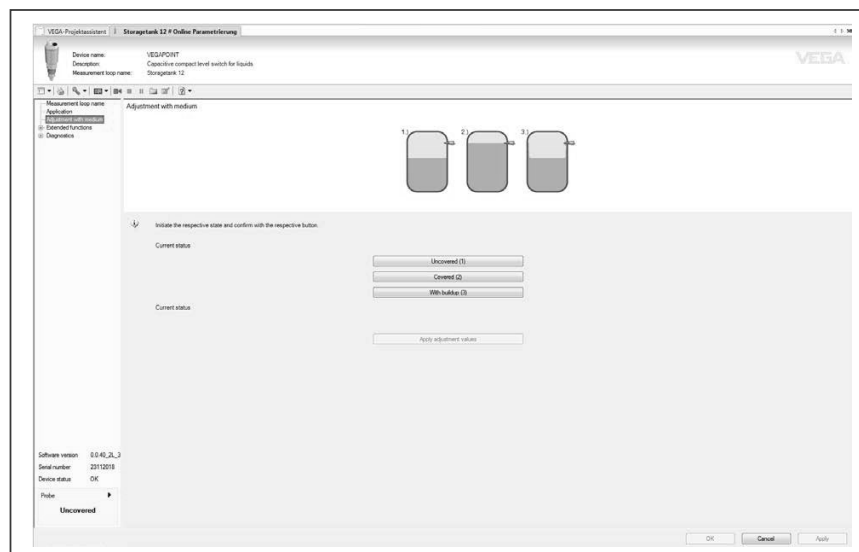 VEGA-Projektassistent Storagetank 12 # Online Parametrierung
Device name: VEGAPOINT
Description: Capacitive compact level switch for liquids
Measurement loop name: Storagetank 12
VEGA
Measurement loop name
Application
Adjustment with medium
Extended functions
Diagnostics
Adjustment with medium
1.) 2.) 3.)
Initiate the respective state and confirm with the respective button.
Current status
Uncovered (1)
Covered (2)
With buildup (3)
Current status
Apply adjustment values
Software version 0.0.40_2L_3
Serial number 23112018
Device status OK
Probe
Uncovered
OK Cancel Apply